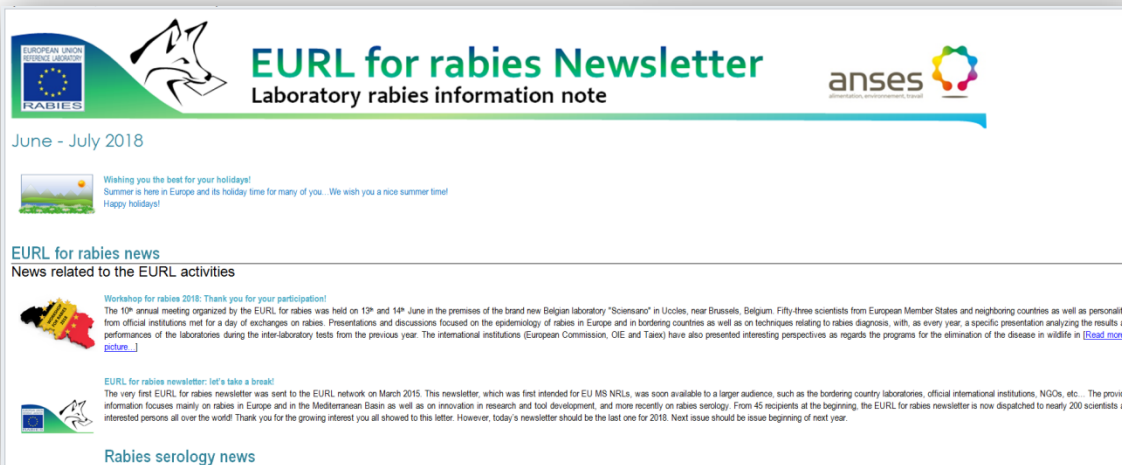 EUROPEAN UNION
REFERENCE LABORATORY
RABIES
EURL for rabies Newsletter
Laboratory rabies information note
anses
alimentation, environnement, travail
June - July 2018
Wishing you the best for your holidays!
Summer is here in Europe and its holiday time for many of you...We wish you a nice summer time!
Happy holidays!
EURL for rabies news
News related to the EURL activities
WORKSHOP FOR RABIES 2018
Workshop for rabies 2018: Thank you for your participation!
The 10th annual meeting organized by the EURL for rabies was held on 13th and 14th June in the premises of the brand new Belgian laboratory "Sciensano" in Uccles, near Brussels, Belgium. Fifty-three scientists from European Member States and neighboring countries as well as personalit
from official institutions met for a day of exchanges on rabies. Presentations and discussions focused on the epidemiology of rabies in Europe and in bordering countries as well as on techniques relating to rabies diagnosis, with, as every year, a specific presentation analyzing the results a
performances of the laboratories during the inter-laboratory tests from the previous year. The international institutions (European Commission, OIE and Taiex) have also presented interesting perspectives as regards the programs for the elimination of the disease in wildlife in [Read more
picture...]
EURL for rabies newsletter: let's take a break!
The very first EURL for rabies newsletter was sent to the EURL network on March 2015. This newsletter, which was first intended for EU MS NRLs, was soon available to a larger audience, such as the bordering country laboratories, official international institutions, NGOs, etc... The provid
information focuses mainly on rabies in Europe and in the Mediterranean Basin as well as on innovation in research and tool development, and more recently on rabies serology. From 45 recipients at the beginning, the EURL for rabies newsletter is now dispatched to nearly 200 scientists a
interested persons all over the world! Thank you for the growing interest you all showed to this letter. However, today's newsletter should be the last one for 2018. Next issue should be issue beginning of next year.
Rabies serology news